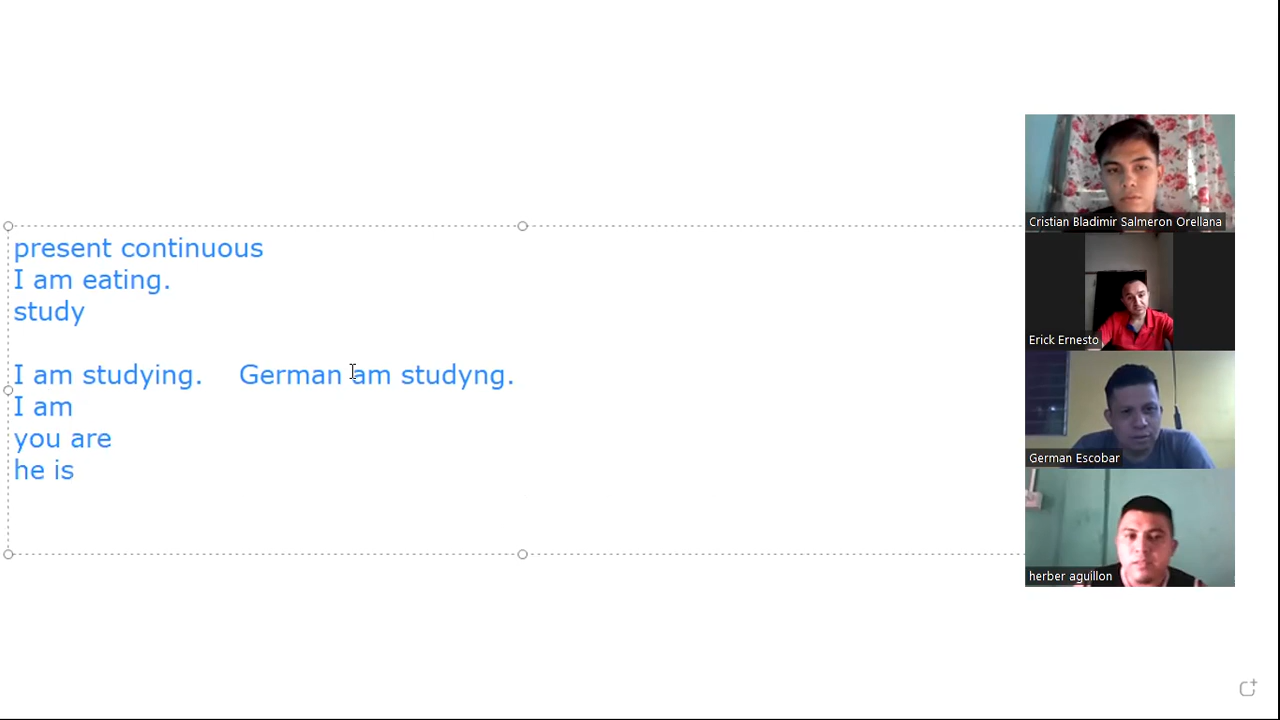 present continuous
I am eating.
study
I am studying. German am studyng.
I am
you are
he is
Cristian Bladimir Salmeron Orellana
Erick Ernesto
German Escobar
herber aguillon